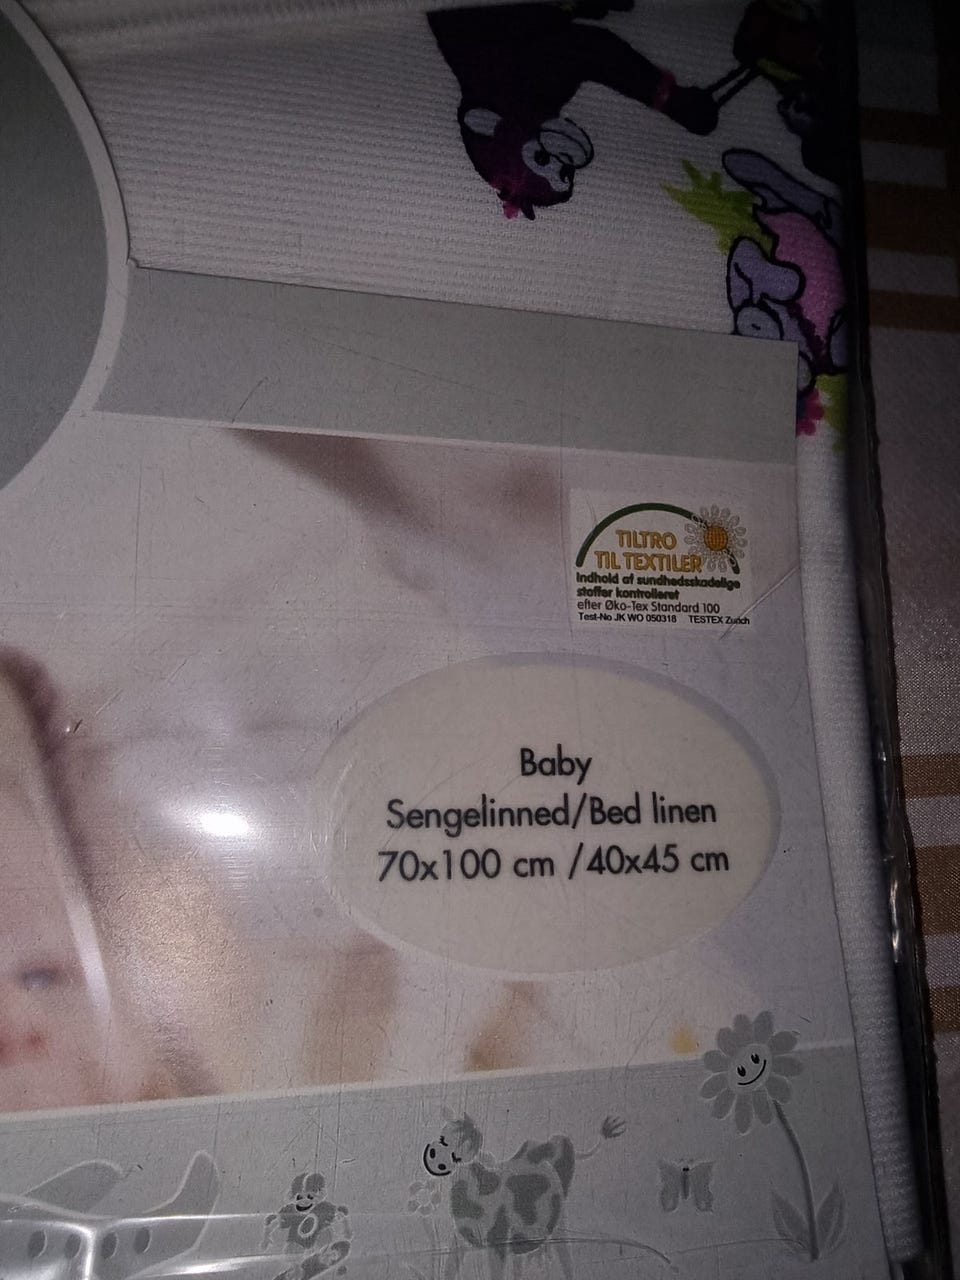 TILTRO
TIL TEXTILER
Indhold af sundhedsskadelige
stoffer kontrolleret
efter Øko-Tex Standard 100
Test-No JK WO 050318 TESTEX Zürich
Baby
Sengelinned/Bed linen
70x100 cm /40x45 cm